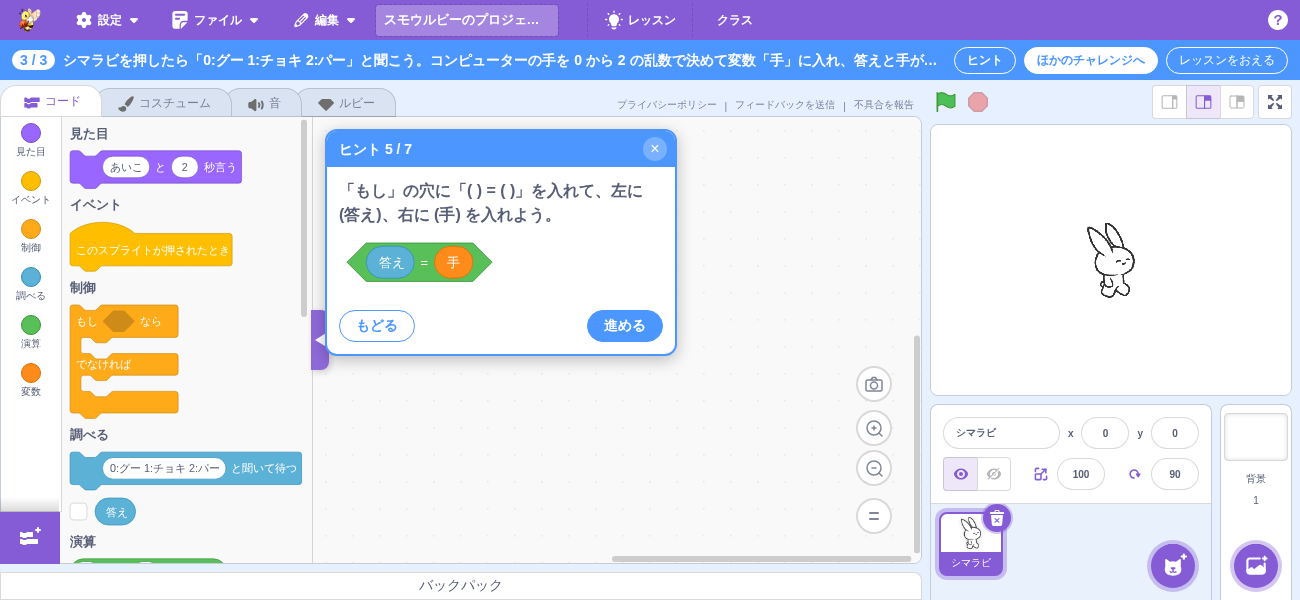 設定
ファイル
編集
スモウルビーのプロジェ…
レッスン
クラス
?
3 / 3
シマラビを押したら「0:グー 1:チョキ 2:パー」と聞こう。コンピューターの手を 0 から 2 の乱数で決めて変数「手」に入れ、答えと手が…
ヒント
ほかのチャレンジへ
レッスンをおえる
コード
コスチューム
音
ルビー
プライバシーポリシー | フィードバックを送信 | 不具合を報告
見た目
イベント
制御
調べる
演算
変数
見た目
あいこ と 2 秒言う
イベント
このスプライトが押されたとき
制御
もし なら
でなければ
調べる
0:グー 1:チョキ 2:パー と聞いて待つ
答え
演算
ヒント 5 / 7
×
「もし」の穴に「( ) = ( )」を入れて、左に
(答え)、右に (手) を入れよう。
答え = 手
もどる
進める
シマラビ
x 0
y 0
100
90
シマラビ
背景
1
バックパック